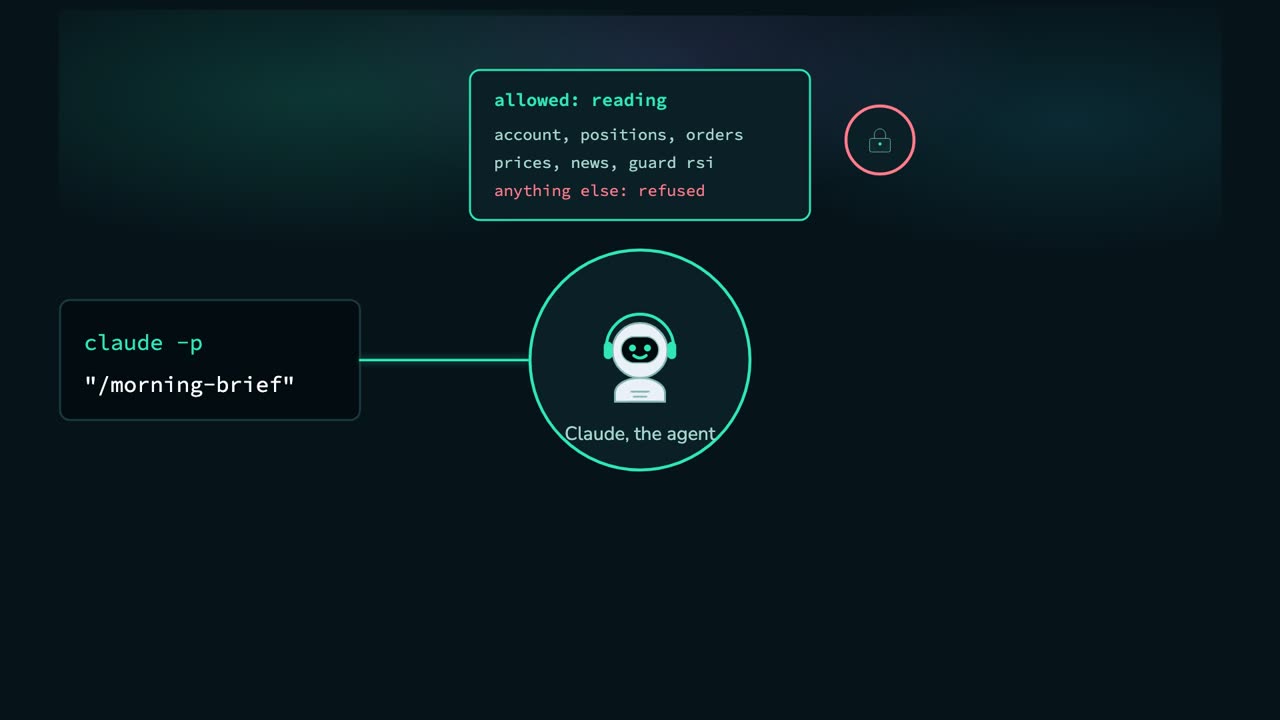 allowed: reading
account, positions, orders
prices, news, guard rsi
anything else: refused
claude -p
"/morning-brief"
Claude, the agent